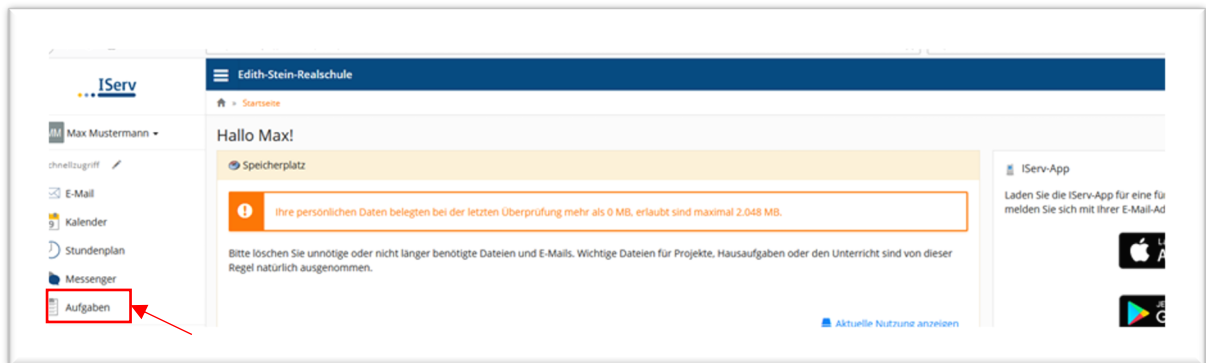 IServ
Edith-Stein-Realschule
» Startseite
MM Max Mustermann
Hallo Max!
chnellzugriff
Speicherplatz
IServ-App
E-Mail
Ihre persönlichen Daten belegten bei der letzten Überprüfung mehr als 0 MB, erlaubt sind maximal 2.048 MB.
Laden Sie die IServ-App für eine fü
melden Sie sich mit Ihrer E-Mail-Ad
9 Kalender
Stundenplan
Bitte löschen Sie unnötige oder nicht länger benötigte Dateien und E-Mails. Wichtige Dateien für Projekte, Hausaufgaben oder den Unterricht sind von dieser
Regel natürlich ausgenommen.
Messenger
Aufgaben
Aktuelle Nutzung anzeigen